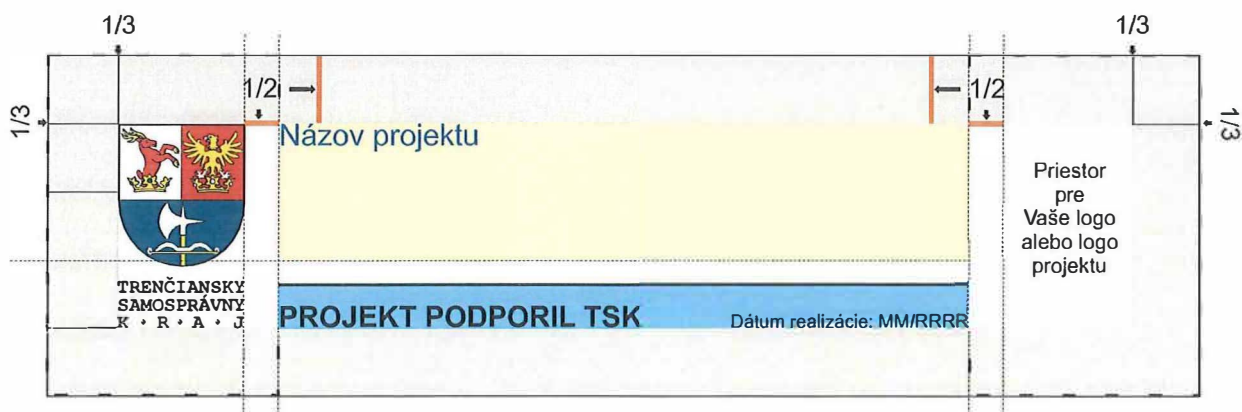 1/3
1/3
1/2
1/2
1/3
1/3
Názov projektu
Priestor
pre
Vaše logo
alebo logo
projektu
TRENČIANSKY
SAMOSPRÁVNY
K · R · A · J
PROJEKT PODPORIL TSK
Dátum realizácie: MM/RRRR